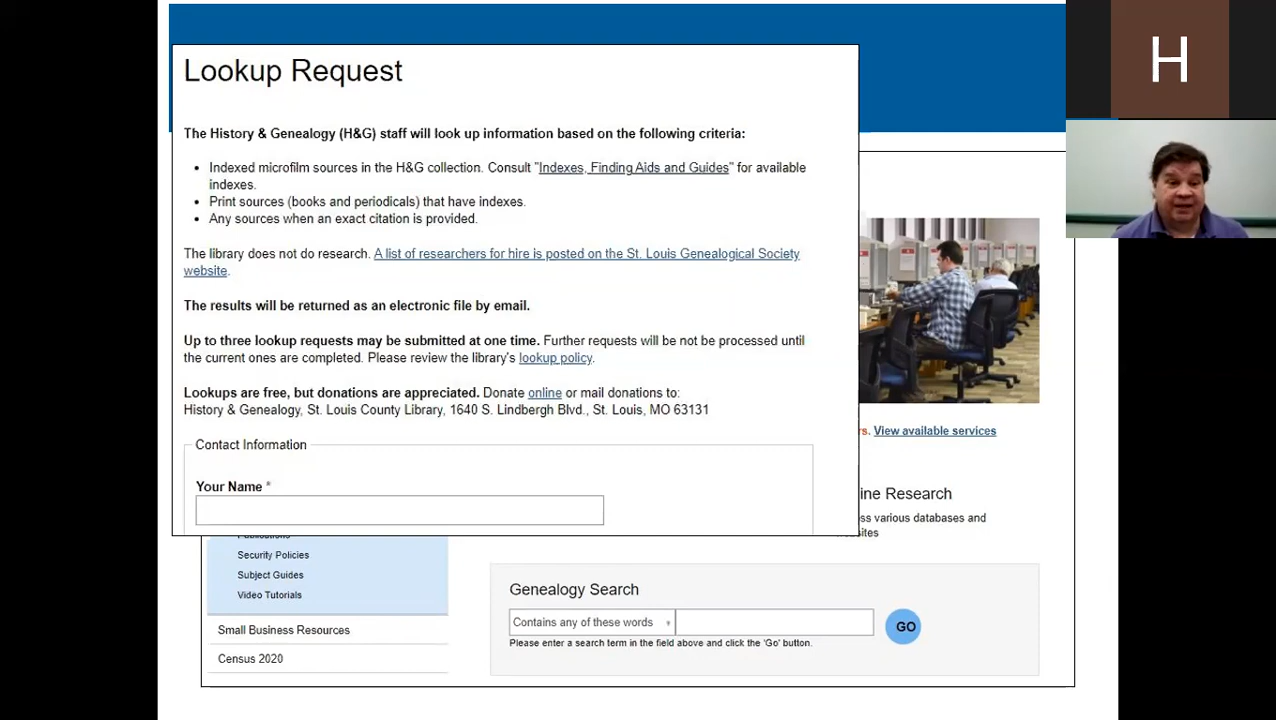 Lookup Request
The History & Genealogy (H&G) staff will look up information based on the following criteria:
• Indexed microfilm sources in the H&G collection. Consult "Indexes, Finding Aids and Guides" for available
indexes.
• Print sources (books and periodicals) that have indexes.
• Any sources when an exact citation is provided.
The library does not do research. A list of researchers for hire is posted on the St. Louis Genealogical Society
website.
The results will be returned as an electronic file by email.
Up to three lookup requests may be submitted at one time. Further requests will be not be processed until
the current ones are completed. Please review the library's lookup policy.
Lookups are free, but donations are appreciated. Donate online or mail donations to:
History & Genealogy, St. Louis County Library, 1640 S. Lindbergh Blvd., St. Louis, MO 63131
Contact Information
Your Name *
H
View available services
Research
various databases and
Publications
Security Policies
Subject Guides
Video Tutorials
Small Business Resources
Census 2020
Genealogy Search
Contains any of these words
GO
Please enter a search term in the field above and click the 'Go' button.